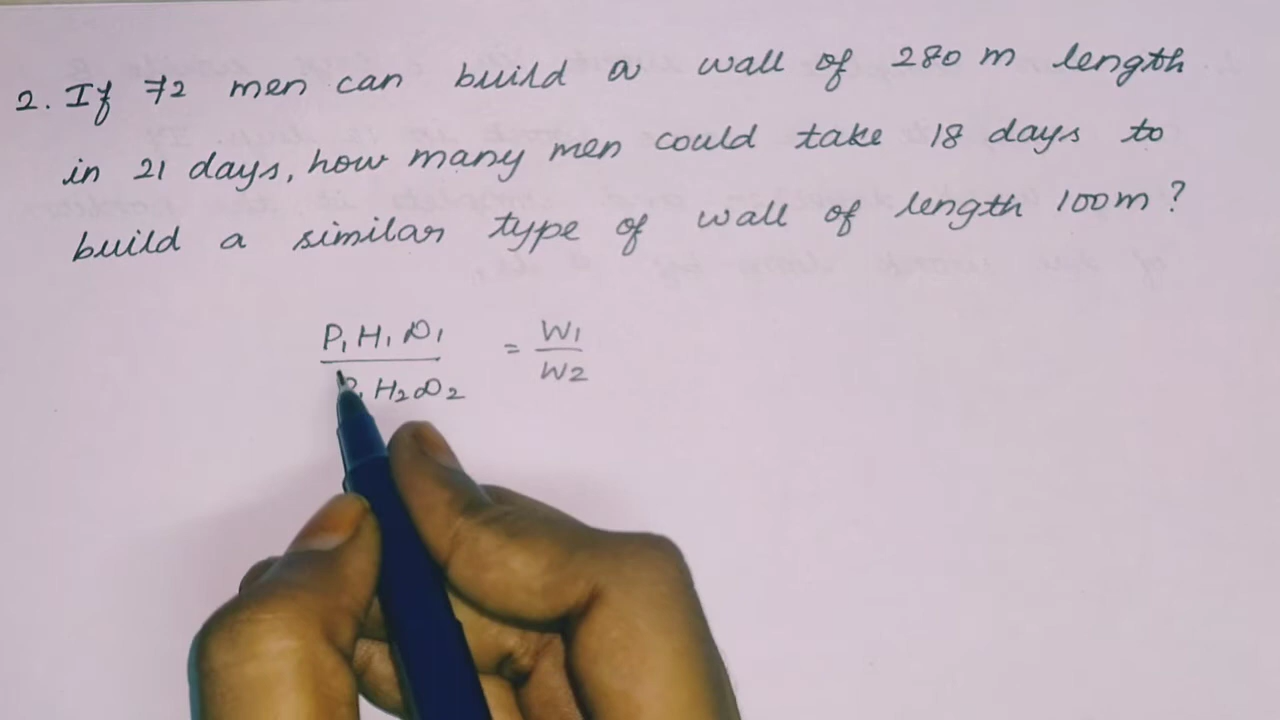 2. If 72 men can build a wall of 280 m length
in 21 days, how many men could take 18 days to
build a similar type of wall of length 100m?
P₁ H₁ D₁ = W₁
H₂ D₂ W2